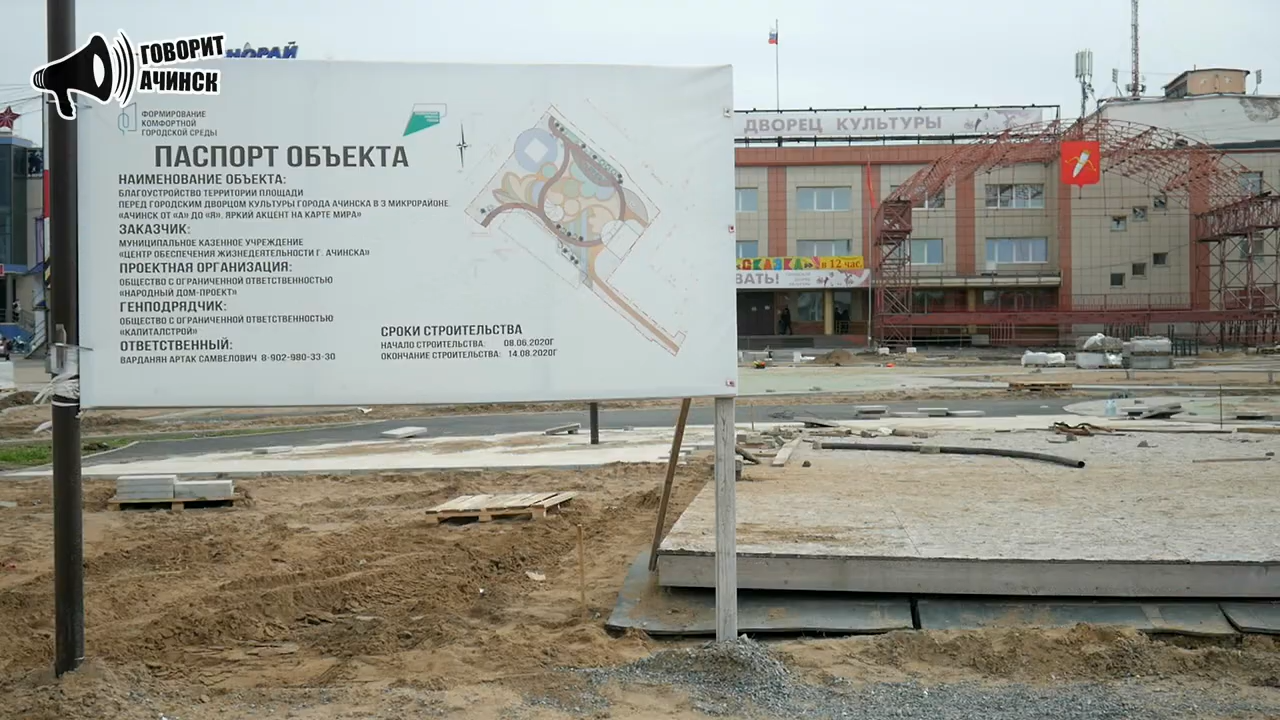 ГОВОРИТ
АЧИНСК
ФОРМИРОВАНИЕ
КОМФОРТНОЙ
ГОРОДСКОЙ СРЕДЫ
ПАСПОРТ ОБЪЕКТА
НАИМЕНОВАНИЕ ОБЪЕКТА:
БЛАГОУСТРОЙСТВО ТЕРРИТОРИИ ПЛОЩАДИ
ПЕРЕД ГОРОДСКИМ ДВОРЦОМ КУЛЬТУРЫ ГОРОДА АЧИНСКА В 3 МИКРОРАЙОНЕ.
«АЧИНСК ОТ «А» ДО «Я». ЯРКИЙ АКЦЕНТ НА КАРТЕ МИРА»
ЗАКАЗЧИК:
МУНИЦИПАЛЬНОЕ КАЗЕННОЕ УЧРЕЖДЕНИЕ
«ЦЕНТР ОБЕСПЕЧЕНИЯ ЖИЗНЕДЕЯТЕЛЬНОСТИ Г. АЧИНСКА»
ПРОЕКТНАЯ ОРГАНИЗАЦИЯ:
ОБЩЕСТВО С ОГРАНИЧЕННОЙ ОТВЕТСТВЕННОСТЬЮ
«НАРОДНЫЙ ДОМ-ПРОЕКТ»
ГЕНПОДРЯДЧИК:
ОБЩЕСТВО С ОГРАНИЧЕННОЙ ОТВЕТСТВЕННОСТЬЮ
«КАПИТАЛСТРОЙ»
ОТВЕТСТВЕННЫЙ:
ВАРДАНЯН АРТАК САМВЕЛОВИЧ 8-902-980-33-30
СРОКИ СТРОИТЕЛЬСТВА
НАЧАЛО СТРОИТЕЛЬСТВА: 08.06.2020Г
ОКОНЧАНИЕ СТРОИТЕЛЬСТВА: 14.08.2020Г
ДВОРЕЦ КУЛЬТУРЫ
СКАЗКА в 12 час.
ВАТЬ!